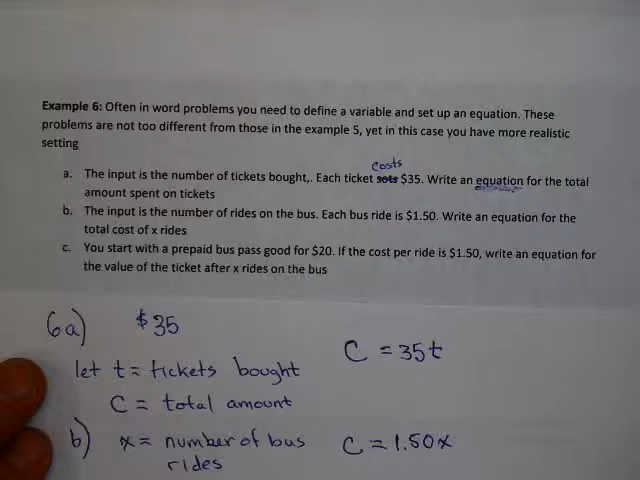 Example 6: Often in word problems you need to define a variable and set up an equation. These
problems are not too different from those in the example 5, yet in this case you have more realistic
setting
costs
a. The input is the number of tickets bought,. Each ticket sots $35. Write an equation for the total
amount spent on tickets
b. The input is the number of rides on the bus. Each bus ride is $1.50. Write an equation for the
total cost of x rides
c. You start with a prepaid bus pass good for $20. If the cost per ride is $1.50, write an equation for
the value of the ticket after x rides on the bus
6a) $35
C = 35t
let t = tickets bought
C = total amount
b) x = number of bus C = 1.50x
rides